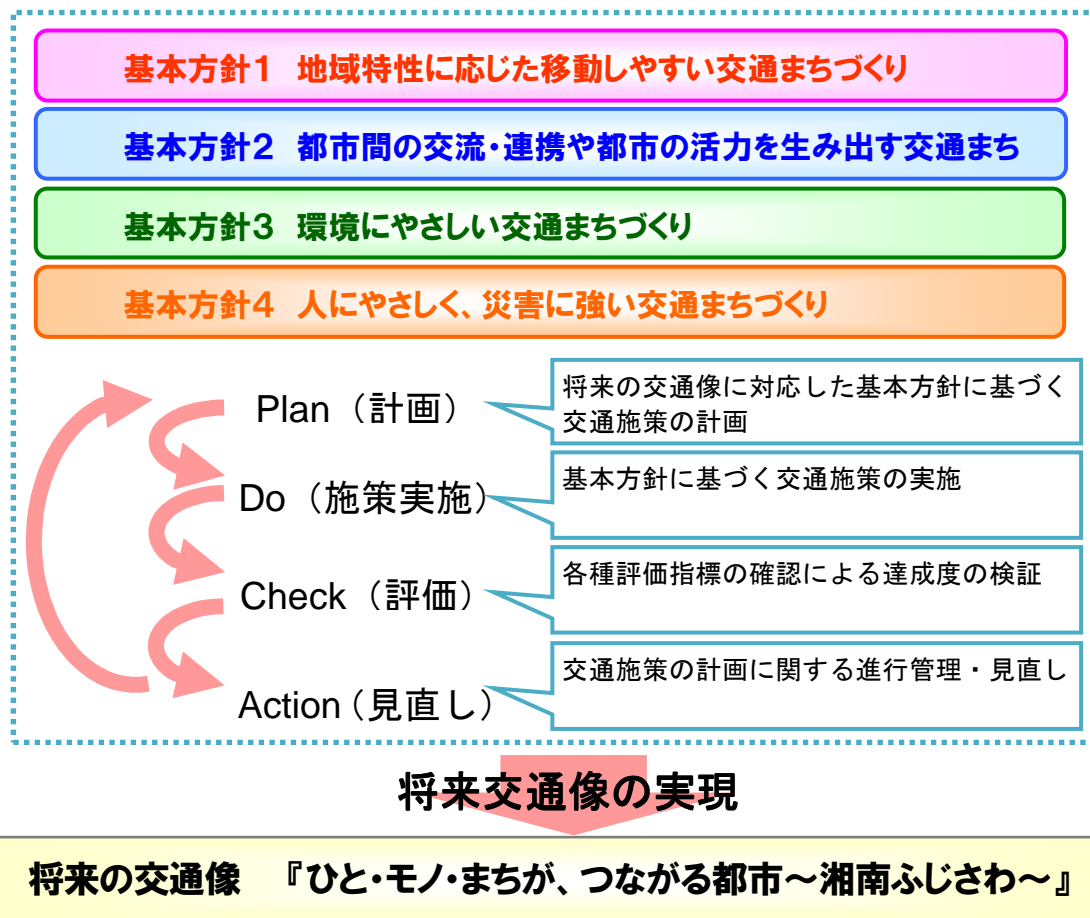 基本方針1 地域特性に応じた移動しやすい交通まちづくり
基本方針2 都市間の交流・連携や都市の活力を生み出す交通まち
基本方針3 環境にやさしい交通まちづくり
基本方針4 人にやさしく、災害に強い交通まちづくり
Plan（計画）
将来の交通像に対応した基本方針に基づく
交通施策の計画
Do（施策実施）
基本方針に基づく交通施策の実施
Check（評価）
各種評価指標の確認による達成度の検証
Action（見直し）
交通施策の計画に関する進行管理・見直し
将来交通像の実現
将来の交通像 『ひと・モノ・まちが、つながる都市～湘南ふじさわ～』